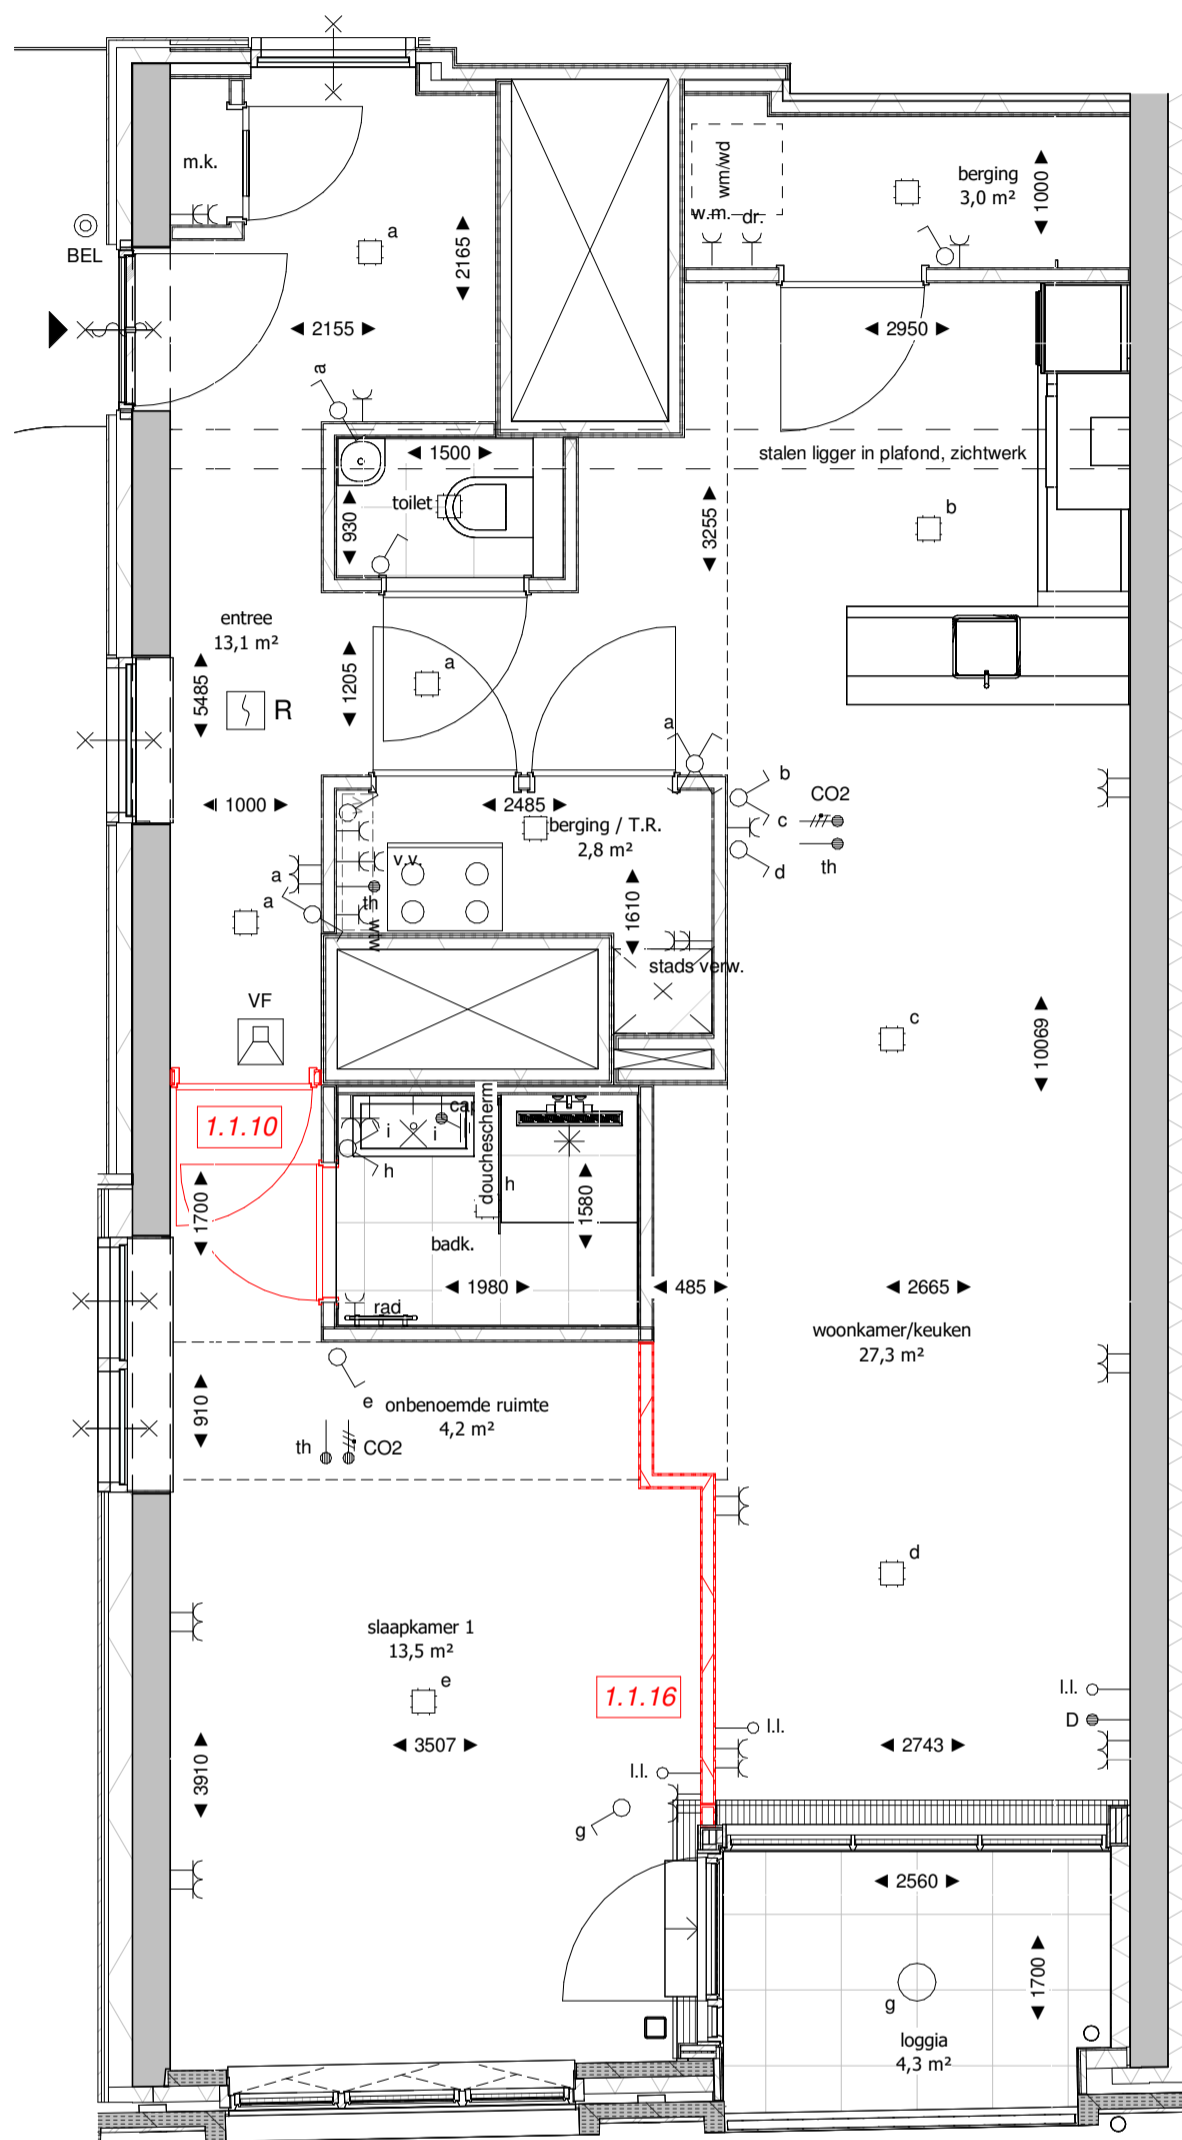 m.k.
BEL
a
2165
2155
a
wm/wd
w.m.
dr.
berging
3,0 m²
1000
2950
stalen ligger in plafond, zichtwerk
1500
toilet
930
3255
b
entree
13,1 m²
5485
1205
a
R
1000
a
2485
berging / T.R.
2,8 m²
b
c
d
CO2
th
v.v.
th
a
a
1610
stads verw.
VF
c
10069
1.1.10
1700
cap
i
i
h
douchescherm
h
1580
badk.
1980
rad
485
2665
woonkamer/keuken
27,3 m²
910
e
onbenoemde ruimte
4,2 m²
th
CO2
d
slaapkamer 1
13,5 m²
e
1.1.16
3507
3910
l.l.
l.l.
g
l.l.
D
2743
2560
1700
g
loggia
4,3 m²